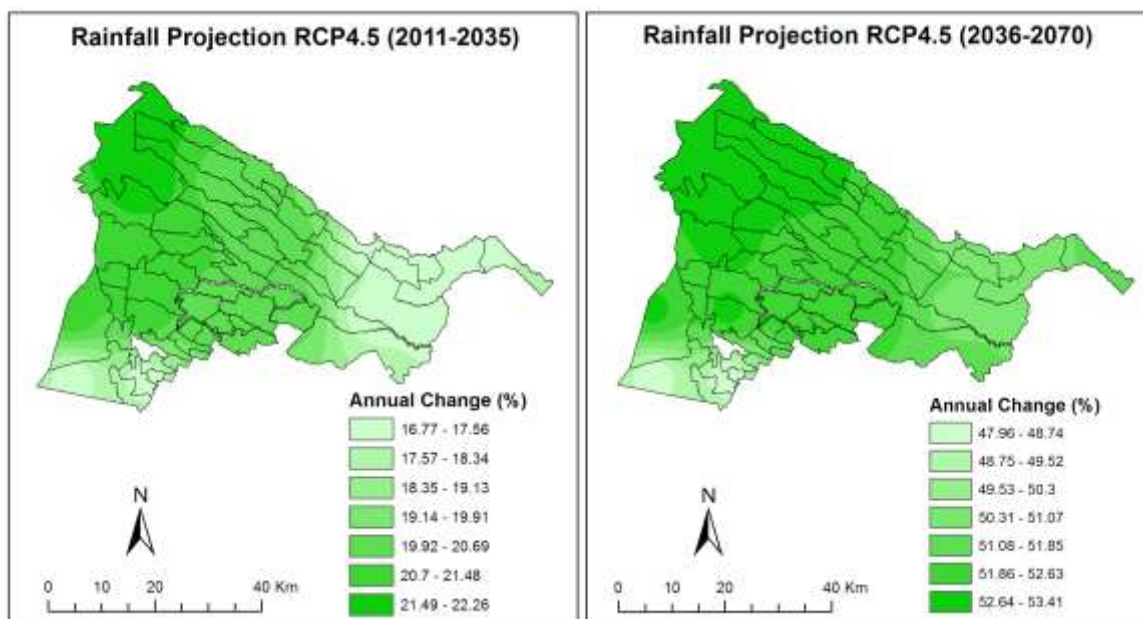 Rainfall Projection RCP4.5 (2011-2035)
Annual Change (%)
16.77 - 17.56
17.57 - 18.34
18.35 - 19.13
19.14 - 19.91
19.92 - 20.69
20.7 - 21.48
21.49 - 22.26
N
0 20 40 Km
Rainfall Projection RCP4.5 (2036-2070)
Annual Change (%)
47.96 - 48.74
48.75 - 49.52
49.53 - 50.3
50.31 - 51.07
51.08 - 51.85
51.86 - 52.63
52.64 - 53.41
N
0 10 20 40 Km